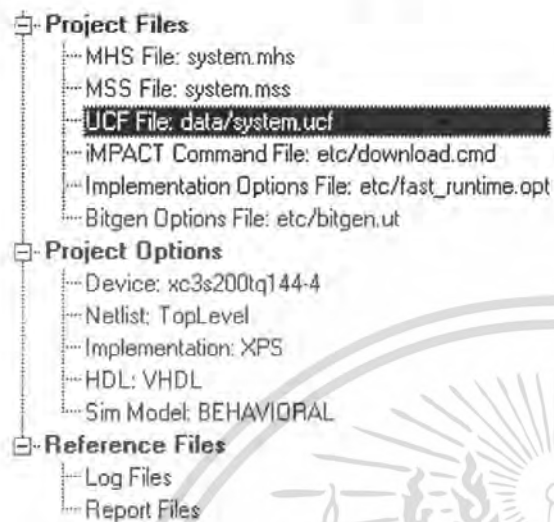 Project Files
MHS File: system.mhs
MSS File: system.mss
UCF File: data/system.ucf
iMPACT Command File: etc/download.cmd
Implementation Options File: etc/fast_runtime.opt
Bitgen Options File: etc/bitgen.ut
Project Options
Device: xc3s200tq144-4
Netlist: TopLevel
Implementation: XPS
HDL: VHDL
Sim Model: BEHAVIORAL
Reference Files
Log Files
Report Files